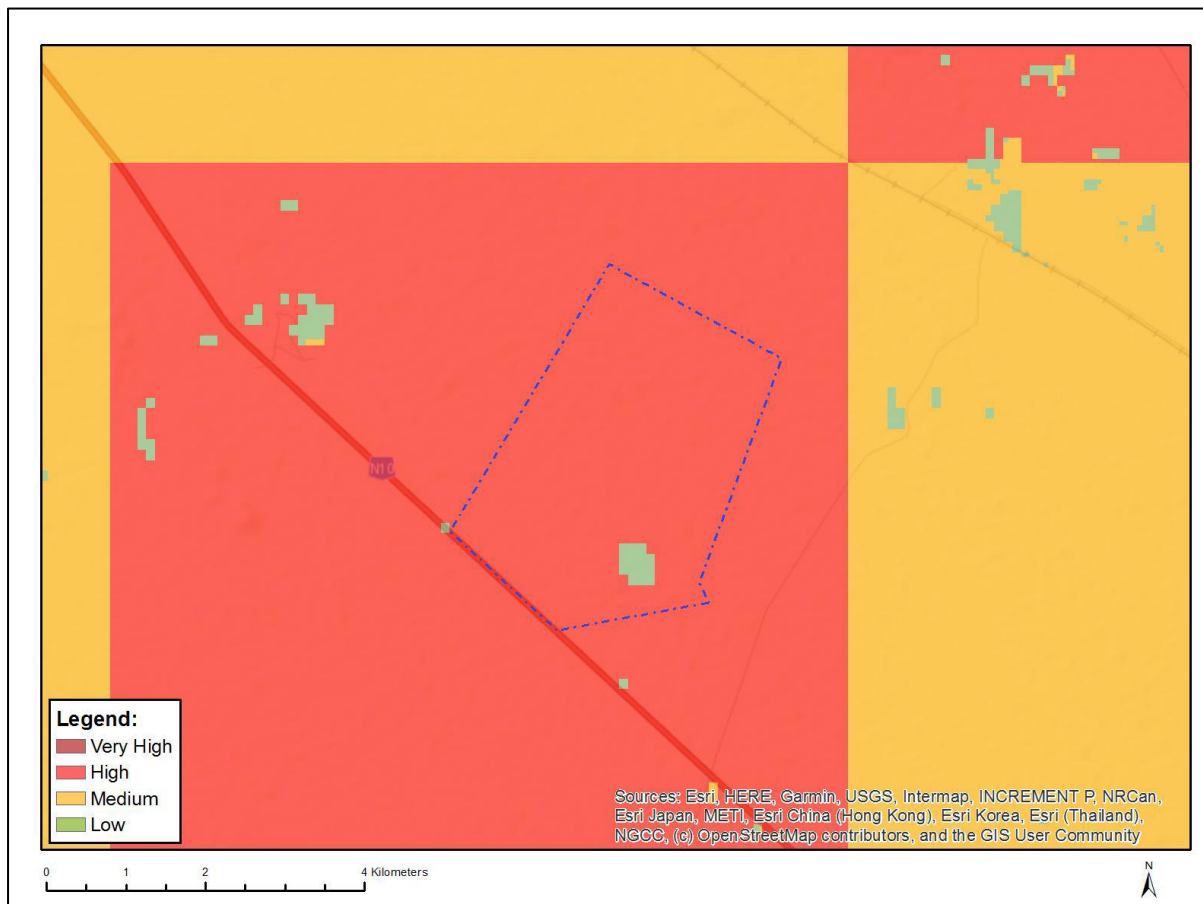 N10
Legend:
Very High
High
Medium
Low
Sources: Esri, HERE, Garmin, USGS, Intermap, INCREMENT P, NRCan,
Esri Japan, METI, Esri China (Hong Kong), Esri Korea, Esri (Thailand),
NGCC, (c) OpenStreetMap contributors, and the GIS User Community
0 1 2 4 Kilometers
N